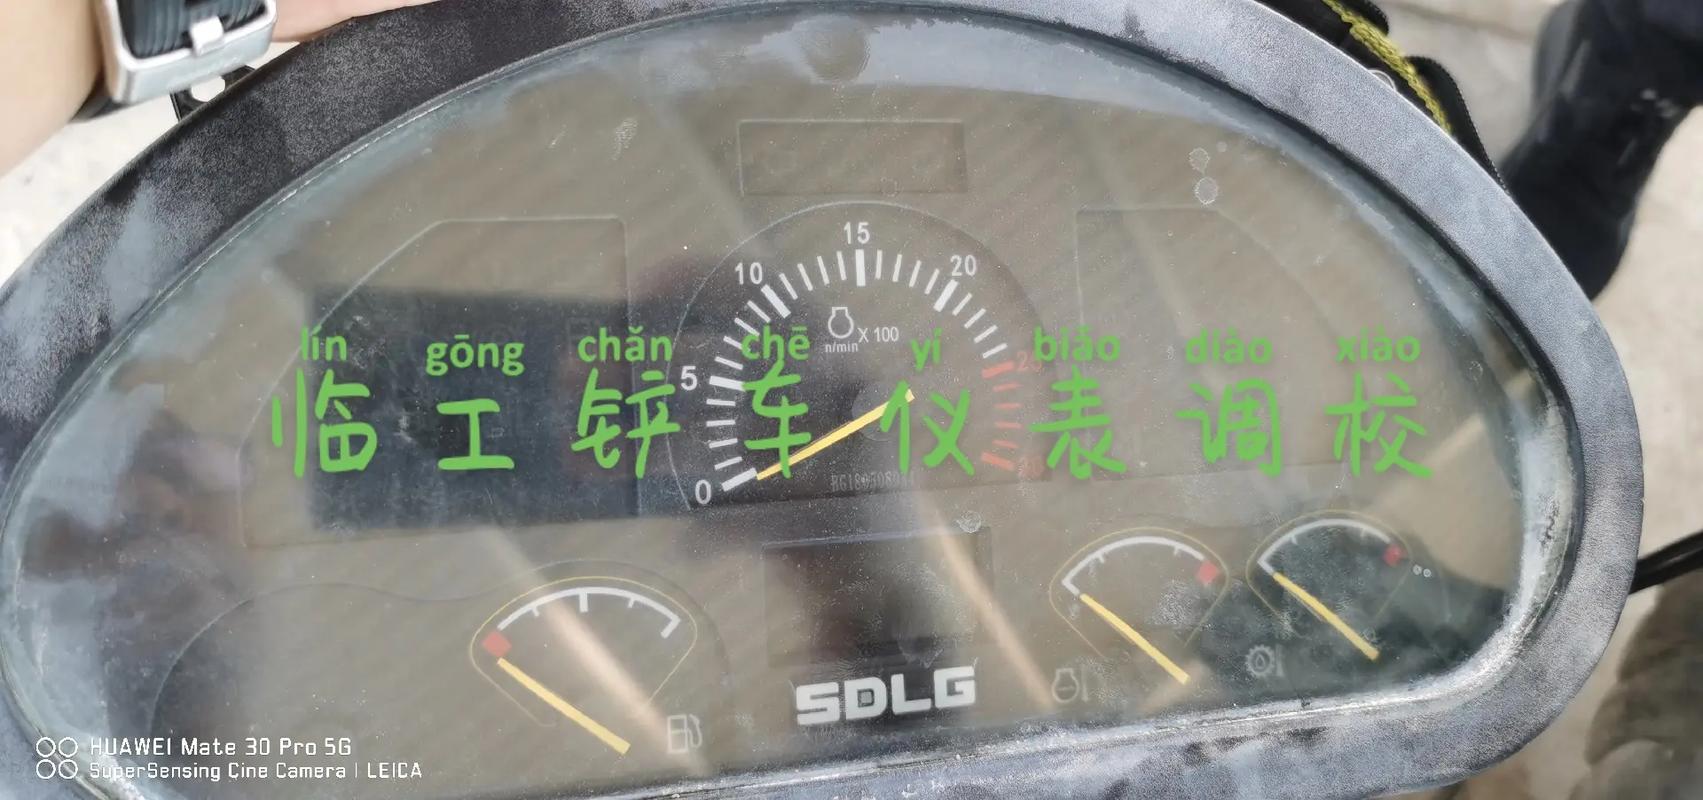 15
10
20
X 100
n/min
25
5
lín gōng chǎn chē yí biǎo diào xiào
临工铲车仪表调校
0
SDLG
HUAWEI Mate 30 Pro 5G
SuperSensing Cine Camera | LEICA